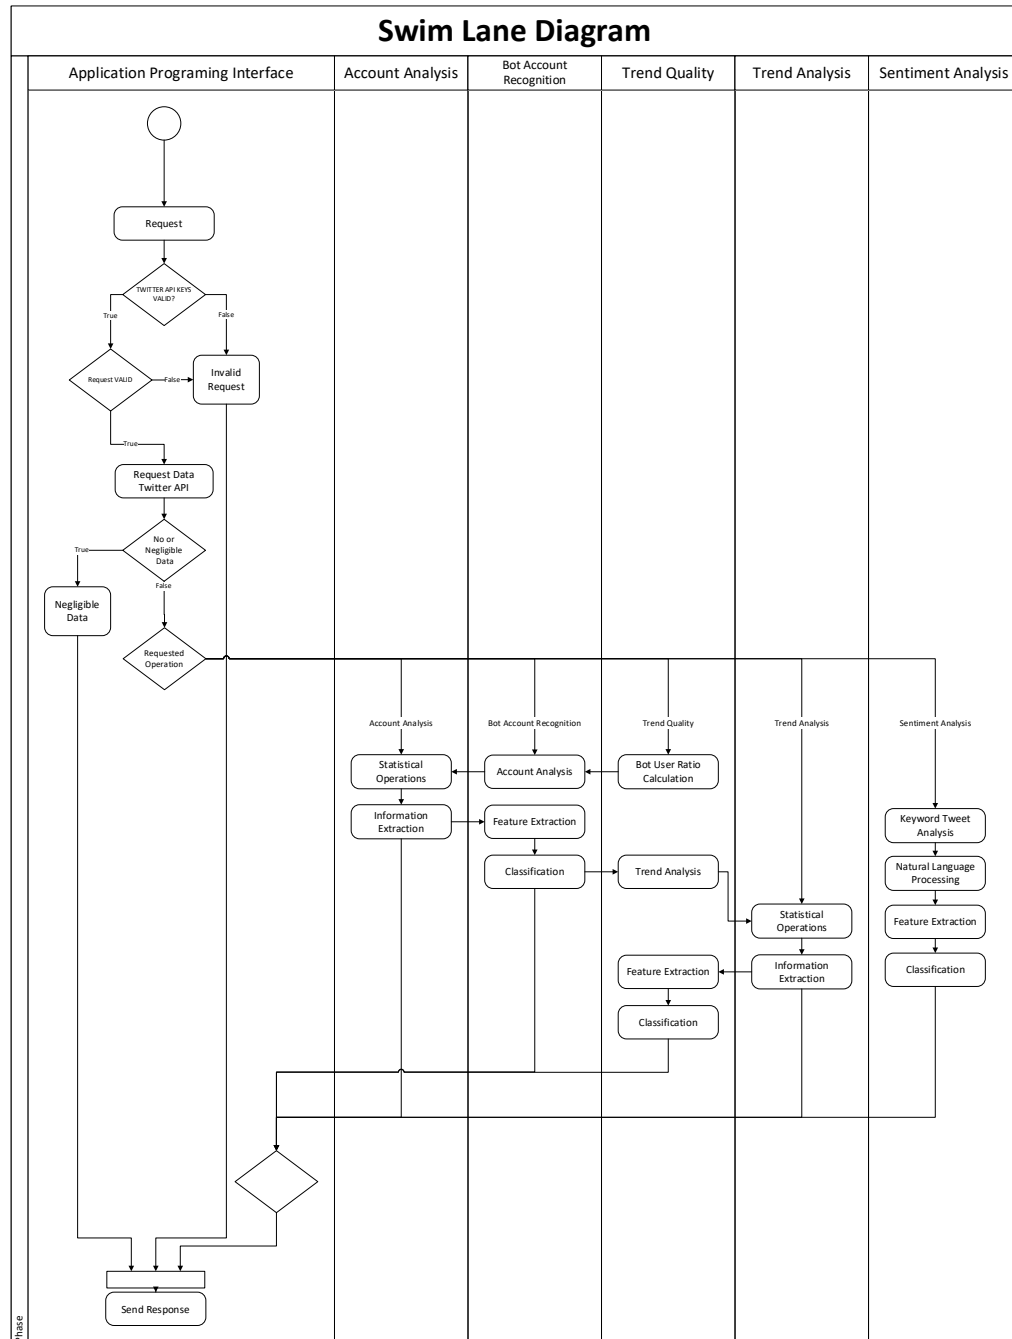 Swim Lane Diagram
Application Programing Interface
Account Analysis
Bot Account
Recognition
Trend Quality
Trend Analysis
Sentiment Analysis
Request
TWITTER API KEYS
VALID?
True
False
Request VALID
False
Invalid
Request
True
Request Data
Twitter API
No or
Negligible
Data
True
False
Negligible
Data
Requested
Operation
Account Analysis
Bot Account Recognition
Trend Quality
Trend Analysis
Sentiment Analysis
Statistical
Operations
Account Analysis
Bot User Ratio
Calculation
Information
Extraction
Feature Extraction
Keyword Tweet
Analysis
Classification
Trend Analysis
Natural Language
Processing
Statistical
Operations
Feature Extraction
Feature Extraction
Information
Extraction
Classification
Classification
Send Response
Phase